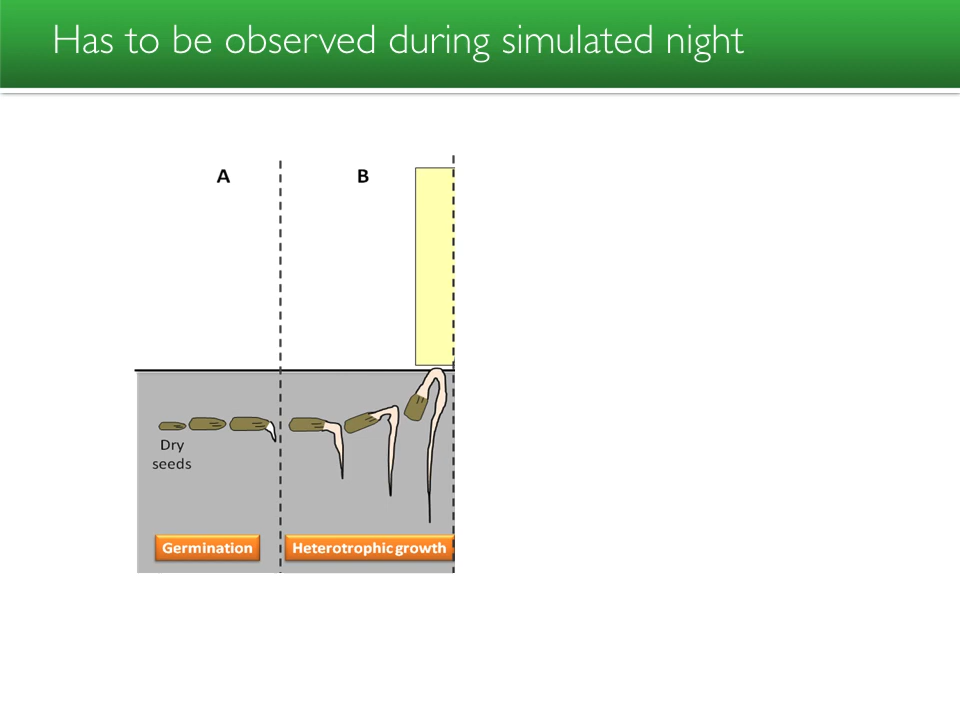 Has to be observed during simulated night
A
B
Dry
seeds
Germination
Heterotrophic growth